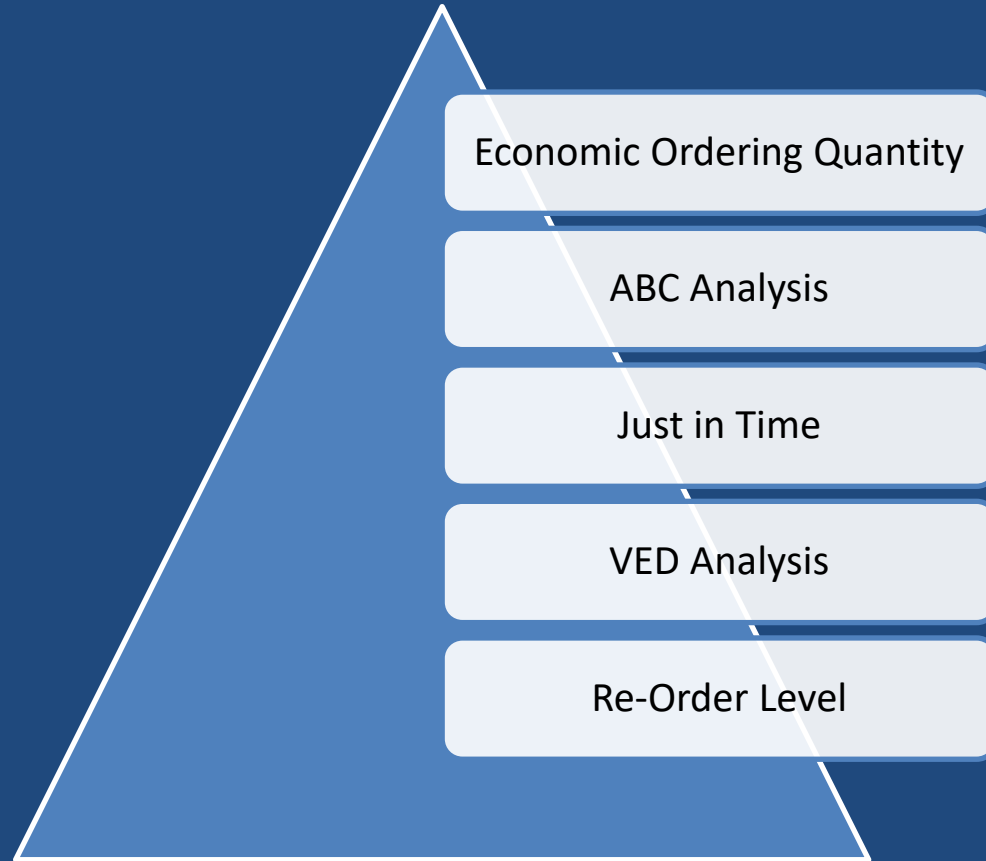 Economic Ordering Quantity
ABC Analysis
Just in Time
VED Analysis
Re-Order Level